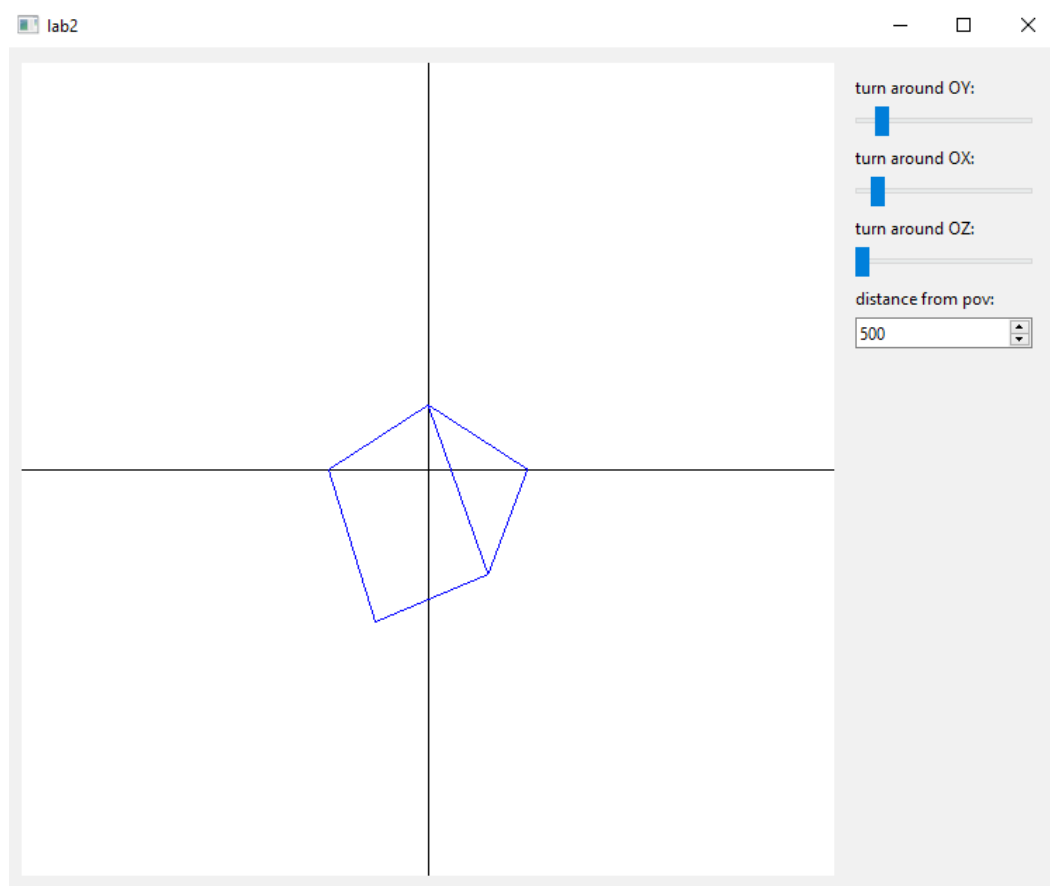 lab2
turn around OY:
turn around OX:
turn around OZ:
distance from pov:
500